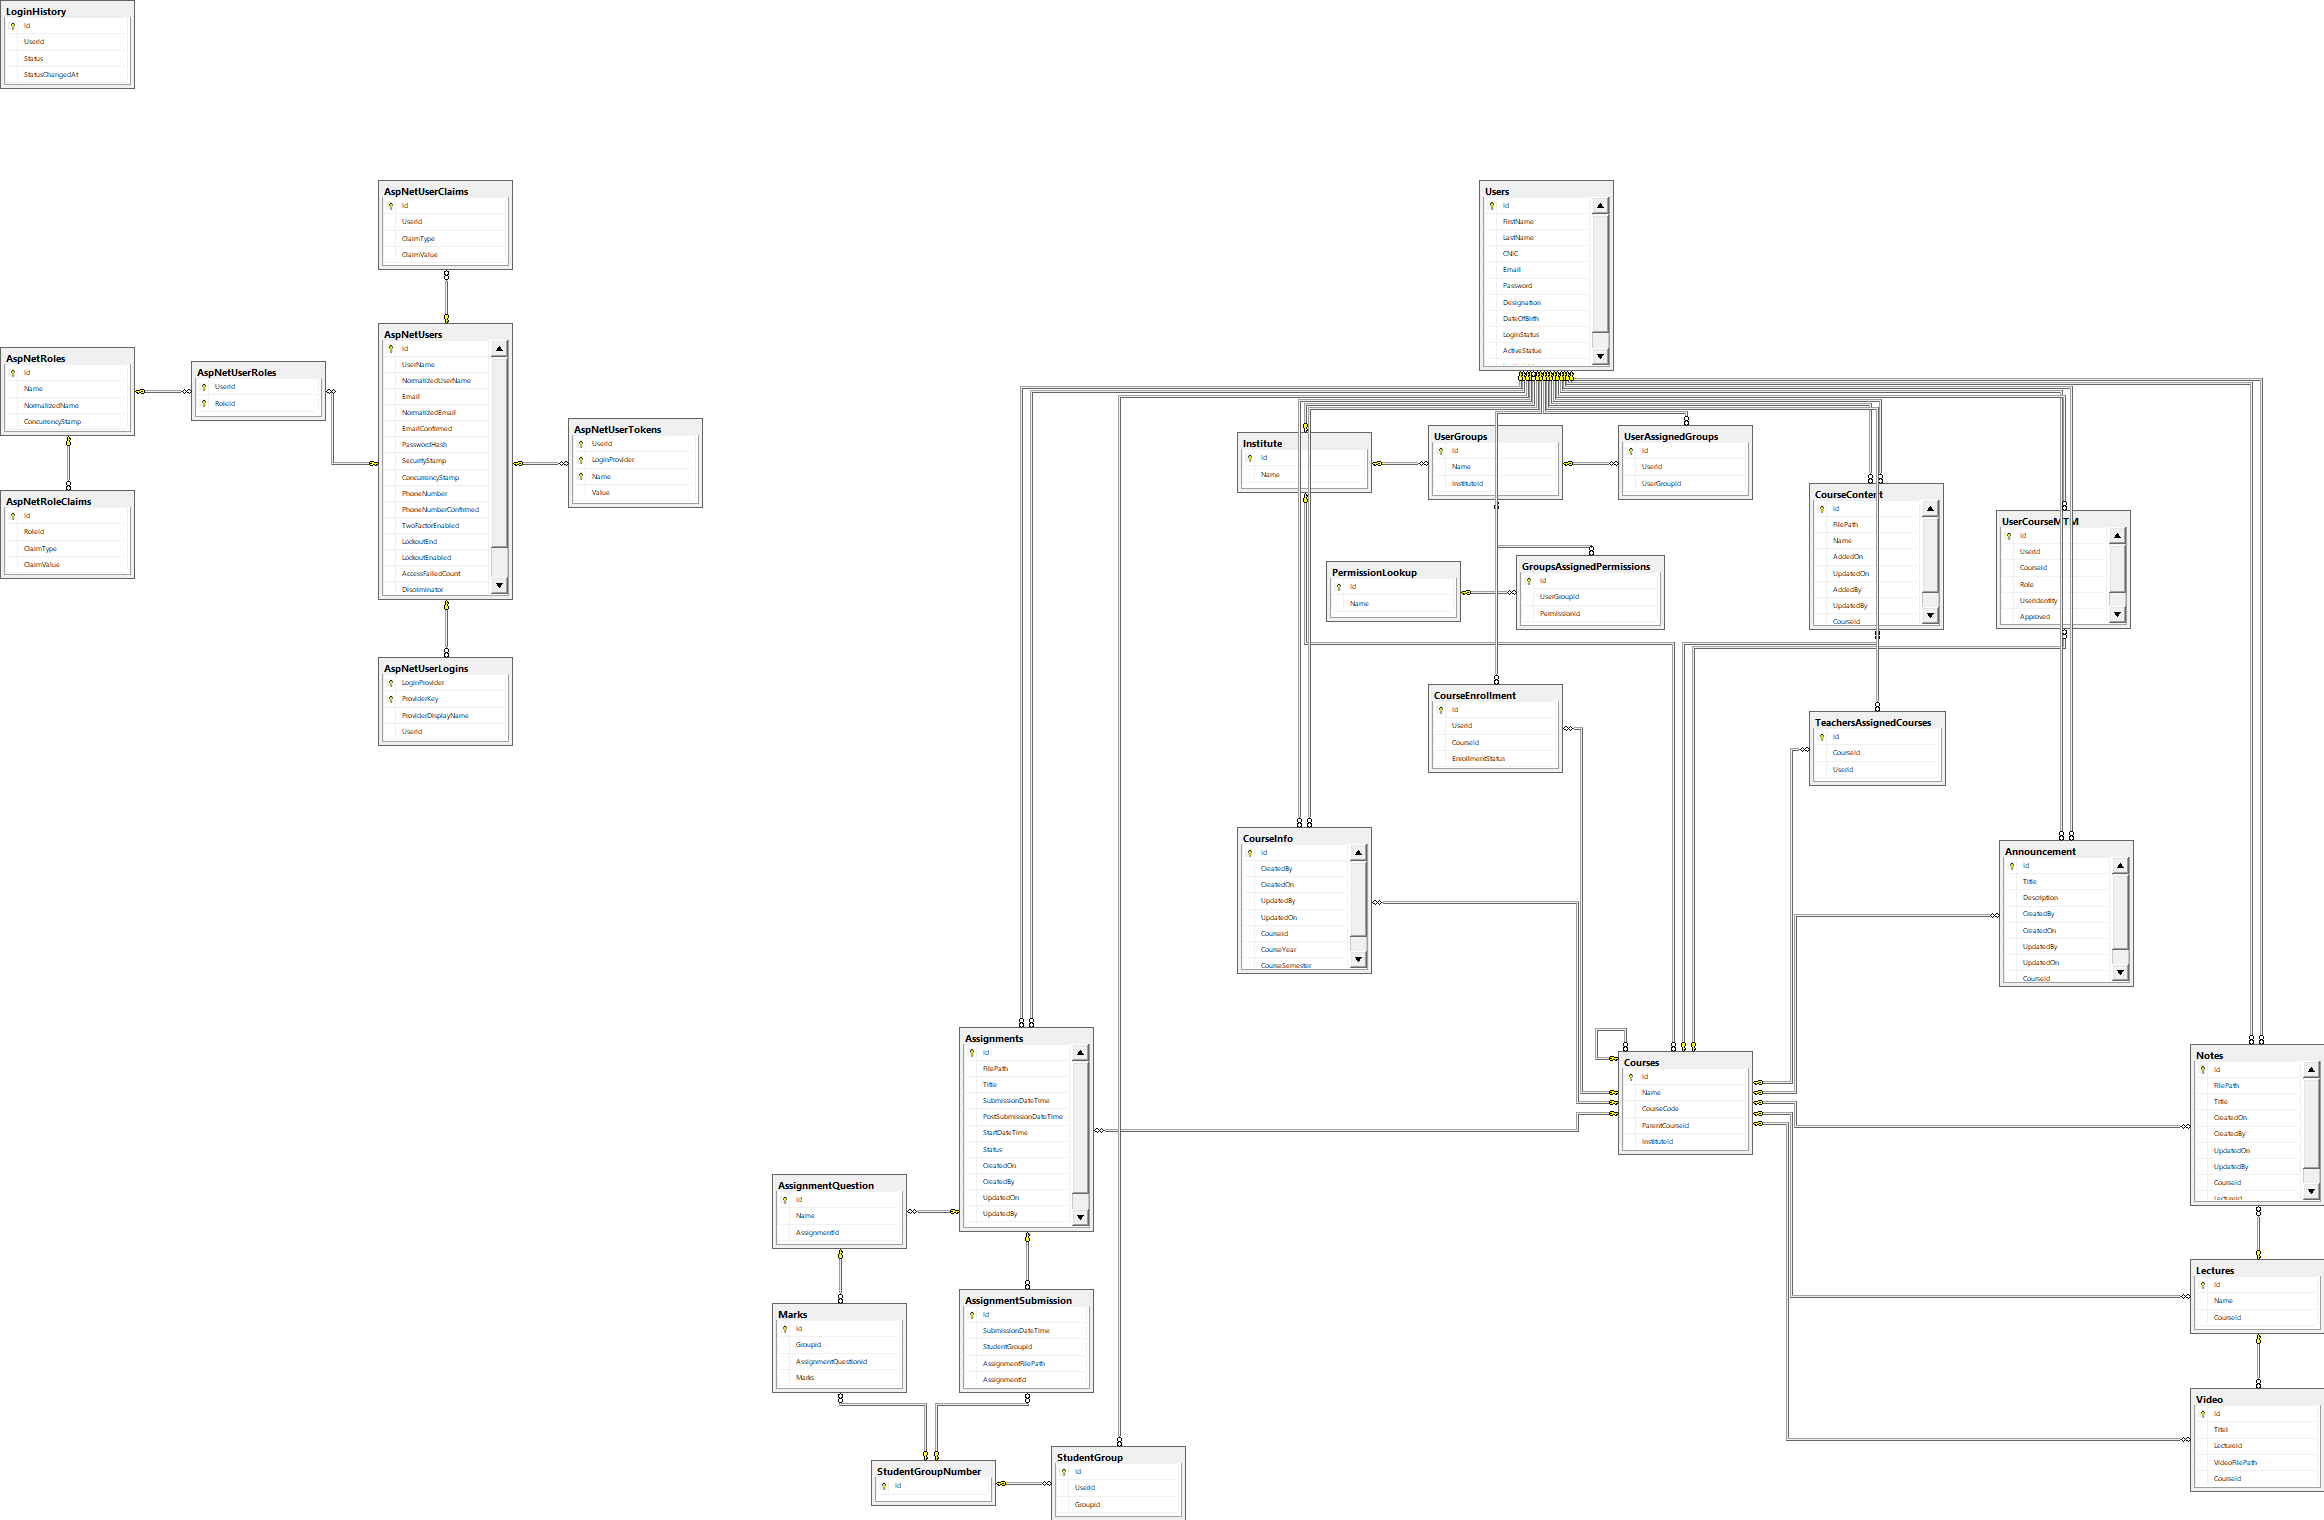 LoginHistory
Id
UserId
Status
StatusChangedAt
AspNetUserClaims
Id
UserId
ClaimType
ClaimValue
Users
Id
FirstName
LastName
CNIC
Email
Password
Designation
DateOfBirth
LoginStatus
ActiveStatue
AspNetUsers
Id
UserName
NormalizedUserName
Email
NormalizedEmail
EmailConfirmed
PasswordHash
SecurityStamp
ConcurrencyStamp
PhoneNumber
PhoneNumberConfirmed
TwoFactorEnabled
LockoutEnd
LockoutEnabled
AccessFailedCount
Discriminator
AspNetRoles
Id
Name
NormalizedName
ConcurrencyStamp
AspNetUserRoles
UserId
RoleId
AspNetUserTokens
UserId
LoginProvider
Name
Value
AspNetRoleClaims
Id
RoleId
ClaimType
ClaimValue
AspNetUserLogins
LoginProvider
ProviderKey
ProviderDisplayName
UserId
Institute
Id
Name
UserGroups
Id
Name
InstituteId
UserAssignedGroups
Id
UserId
UserGroupId
CourseContent
Id
FilePath
Name
AddedOn
UpdatedOn
AddedBy
UpdatedBy
CourseId
UserCourseMTM
Id
UserId
CourseId
Role
UserIdentity
Approved
PermissionLookup
Id
Name
GroupsAssignedPermissions
Id
UserGroupId
PermissionId
CourseEnrollment
Id
UserId
CourseId
EnrollmentStatus
TeachersAssignedCourses
Id
CourseId
UserId
CourseInfo
Id
CreatedBy
CreatedOn
UpdatedBy
UpdatedOn
Courseid
CourseYear
CourseSemester
Announcement
Id
Title
Description
CreatedBy
CreatedOn
UpdatedBy
UpdatedOn
CourseId
Assignments
Id
FilePath
Title
SubmissionDateTime
PostSubmissionDateTime
StartDateTime
Status
CreatedOn
CreatedBy
UpdatedOn
UpdatedBy
Courses
Id
Name
CourseCode
ParentCourseid
InstituteId
Notes
Id
FilePath
Title
CreatedOn
CreatedBy
UpdatedOn
UpdatedBy
CourseId
LectureId
AssignmentQuestion
Id
Name
AssignmentId
Lectures
Id
Name
CourseId
AssignmentSubmission
Id
SubmissionDateTime
StudentGroupid
AssignmentFilePath
AssignmentId
Marks
Id
Groupid
AssignmentQuestionid
Marks
Video
Id
Titel
Lectureid
VideoFilePath
CourseId
StudentGroup
Id
UserId
Groupid
StudentGroupNumber
Id